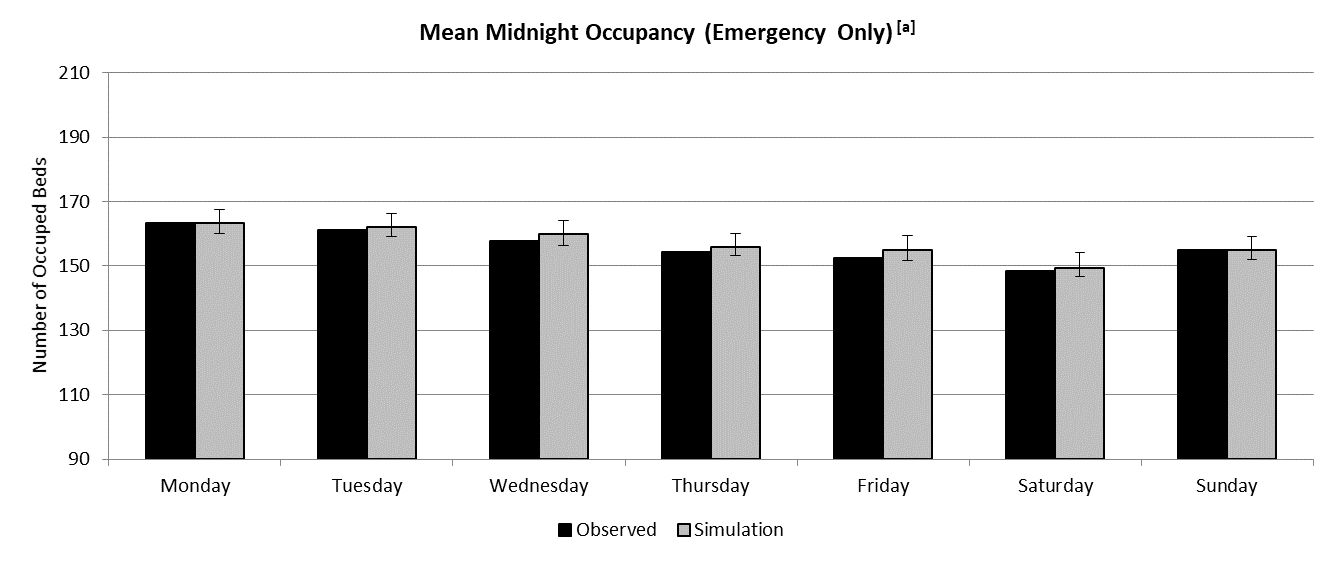 Mean Midnight Occupancy (Emergency Only) [a]
Number of Occuped Beds
210
190
170
150
130
110
90
Monday Tuesday Wednesday Thursday Friday Saturday Sunday
Observed Simulation